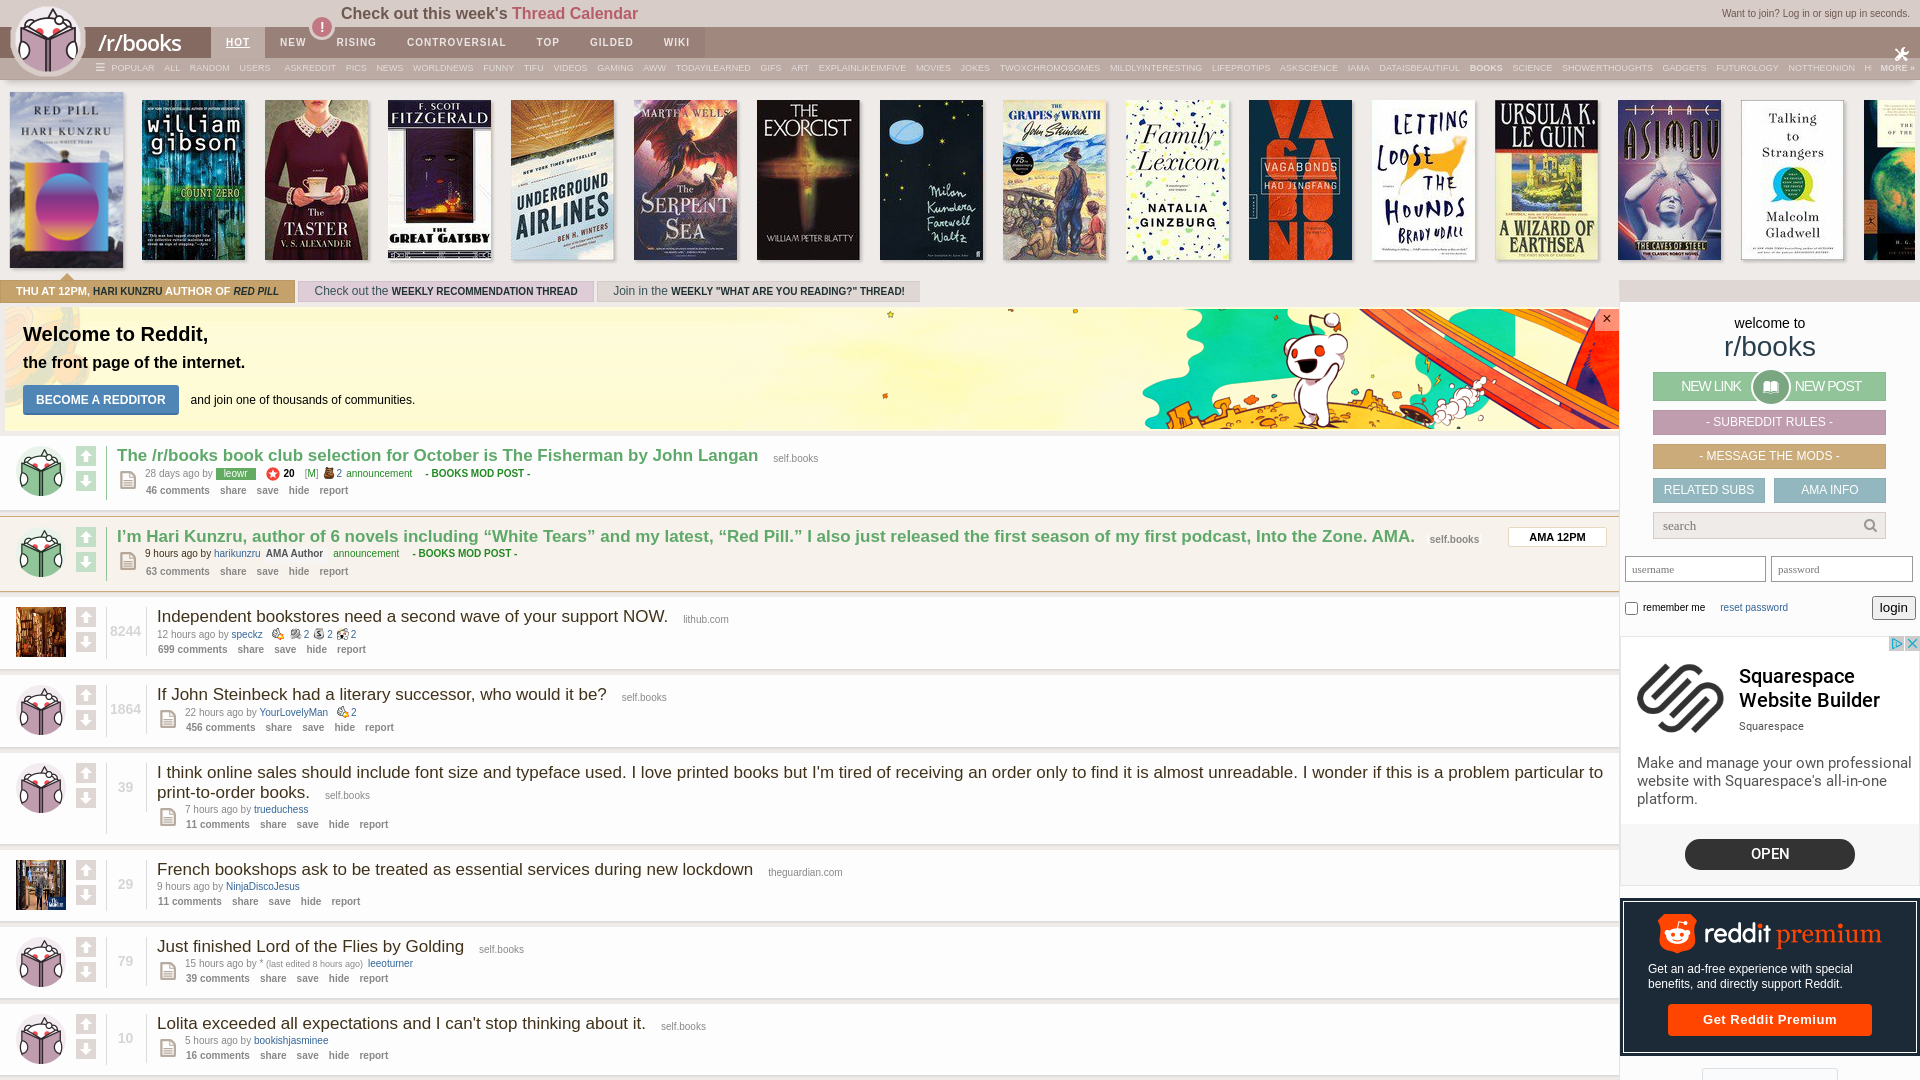 Check out this week's Thread Calendar
Want to join? Log in or sign up in seconds.
/r/books
HOT NEW RISING CONTROVERSIAL TOP GILDED WIKI
POPULAR ALL RANDOM USERS ASKREDDIT PICS NEWS WORLDNEWS FUNNY TIFU VIDEOS GAMING AWW TODAYILEARNED GIFS ART EXPLAINLIKEIMFIVE MOVIES JOKES TWOXCHROMOSOMES MILDLYINTERESTING LIFEPROTIPS ASKSCIENCE IAMA DATAISBEAUTIFUL BOOKS SCIENCE SHOWERTHOUGHTS GADGETS FUTUROLOGY NOTTHEONION H MORE »
RED PILL
HARI KUNZRU
william gibson
COUNT ZERO
The TASTER
V. S. ALEXANDER
F. SCOTT FITZGERALD
THE GREAT GATSBY
NEW YORK TIMES BESTSELLER
UNDERGROUND AIRLINES
BEN H. WINTERS
MARTHA WELLS
The SERPENT SEA
THE EXORCIST
WILLIAM PETER BLATTY
Milan Kundera
Farewell Waltz
THE GRAPES of WRATH
John Steinbeck
75th
Family Lexicon
NATALIA GINZBURG
VAGABONDS
HAO JINGFANG
LETTING LOOSE THE HOUNDS
BRADY UDALL
URSULA K. LE GUIN
A WIZARD OF EARTHSEA
ISAAC ASIMOV
THE CAVES OF STEEL
Talking to Strangers
Malcolm Gladwell
THU AT 12PM, HARI KUNZRU AUTHOR OF RED PILL
Check out the WEEKLY RECOMMENDATION THREAD
Join in the WEEKLY "WHAT ARE YOU READING?" THREAD!
Welcome to Reddit,
the front page of the internet.
BECOME A REDDITOR and join one of thousands of communities.
×
The /r/books book club selection for October is The Fisherman by John Langan self.books
28 days ago by leowr 20 [M] 2 announcement - BOOKS MOD POST -
46 comments share save hide report
I’m Hari Kunzru, author of 6 novels including “White Tears” and my latest, “Red Pill.” I also just released the first season of my first podcast, Into the Zone. AMA. self.books AMA 12PM
9 hours ago by harikunzru AMA Author announcement - BOOKS MOD POST -
63 comments share save hide report
8244
Independent bookstores need a second wave of your support NOW. lithub.com
12 hours ago by speckz 2 2 2
699 comments share save hide report
1864
If John Steinbeck had a literary successor, who would it be? self.books
22 hours ago by YourLovelyMan 2
456 comments share save hide report
39
I think online sales should include font size and typeface used. I love printed books but I'm tired of receiving an order only to find it is almost unreadable. I wonder if this is a problem particular to
print-to-order books. self.books
7 hours ago by trueduchess
11 comments share save hide report
29
French bookshops ask to be treated as essential services during new lockdown theguardian.com
9 hours ago by NinjaDiscoJesus
11 comments share save hide report
79
Just finished Lord of the Flies by Golding self.books
15 hours ago by * (last edited 8 hours ago) leeoturner
39 comments share save hide report
10
Lolita exceeded all expectations and I can't stop thinking about it. self.books
5 hours ago by bookishjasminee
16 comments share save hide report
welcome to
r/books
NEW LINK NEW POST
- SUBREDDIT RULES -
- MESSAGE THE MODS -
RELATED SUBS AMA INFO
search
username password
remember me reset password login
Squarespace
Website Builder
Squarespace
Make and manage your own professional
website with Squarespace's all-in-one
platform.
OPEN
reddit premium
Get an ad-free experience with special
benefits, and directly support Reddit.
Get Reddit Premium